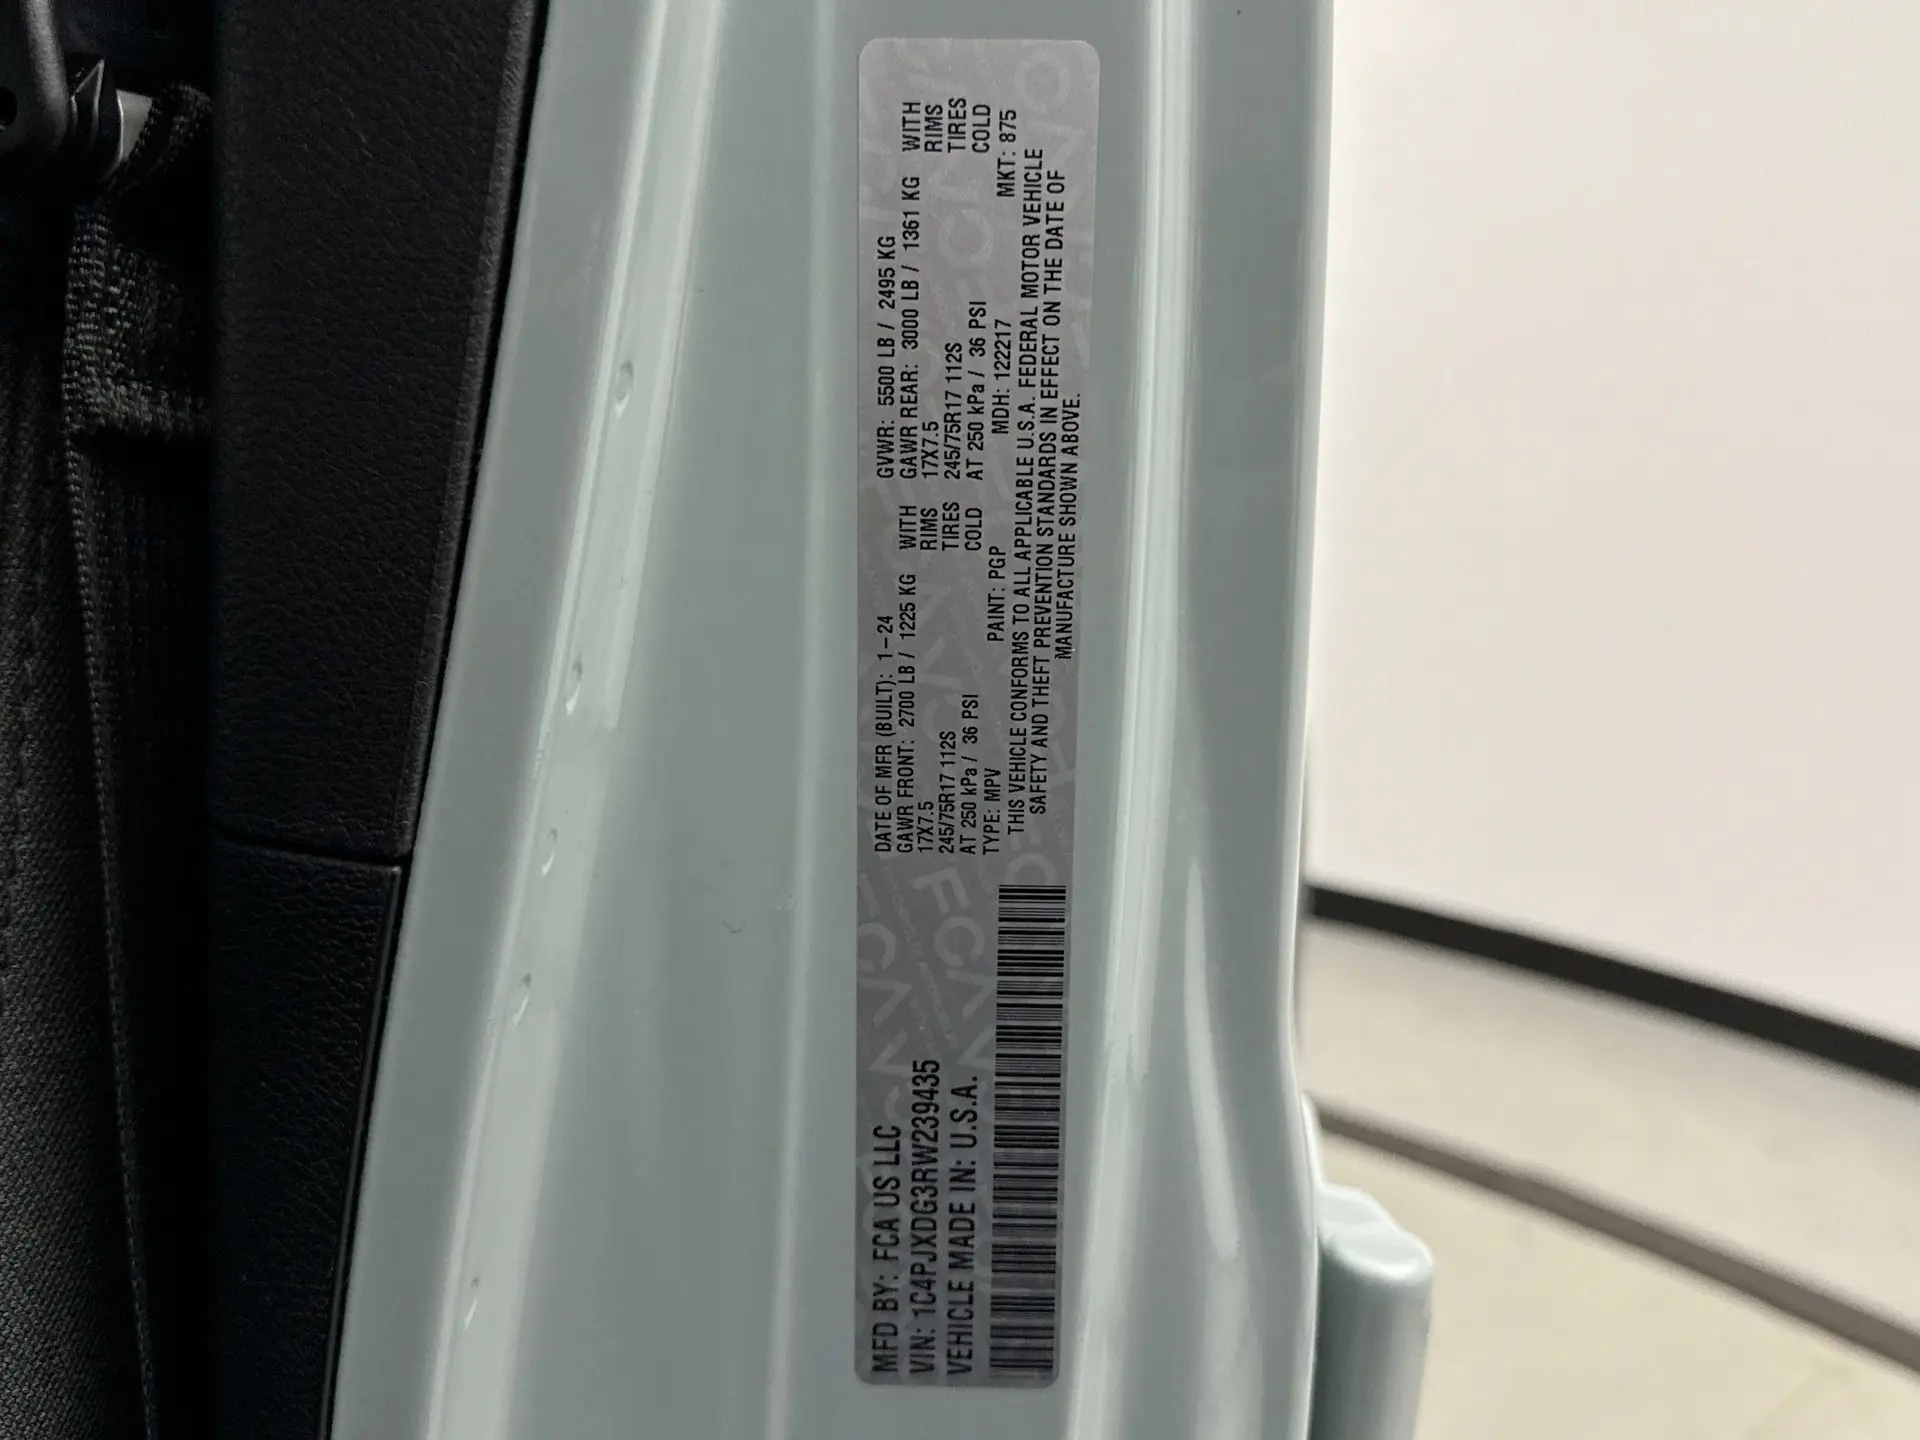 MFD BY: FCA US LLC
VIN: 1C4PJXDG3RW239435
VEHICLE MADE IN: U.S.A.
DATE OF MFR (BUILT): 1-24 GVWR: 5500 LB / 2495 KG
GAWR FRONT: 2700 LB / 1225 KG WITH GAWR REAR: 3000 LB / 1361 KG WITH
17X7.5 RIMS 17X7.5 RIMS
245/75R17 112S TIRES 245/75R17 112S TIRES
AT 250 kPa / 36 PSI COLD AT 250 kPa / 36 PSI COLD
TYPE: MPV PAINT: PGP MDH: 122217 MKT: 875
THIS VEHICLE CONFORMS TO ALL APPLICABLE U.S.A. FEDERAL MOTOR VEHICLE
SAFETY AND THEFT PREVENTION STANDARDS IN EFFECT ON THE DATE OF
MANUFACTURE SHOWN ABOVE.